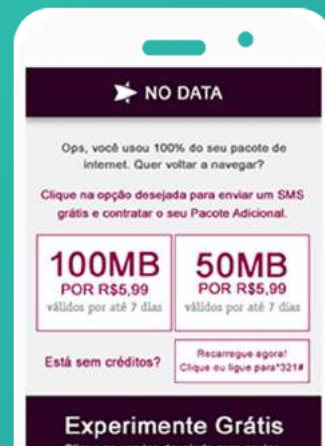 NO DATA
Ops, você usou 100% do seu pacote de
internet. Quer voltar a navegar?
Clique na opção desejada para enviar um SMS
grátis e contratar o seu Pacote Adicional.
100MB
POR R$5,99
válidos por até 7 dias
50MB
POR R$5,99
válidos por até 7 dias
Está sem créditos?
Recarregue agora!
Clique ou ligue para*321#
Experimente Grátis